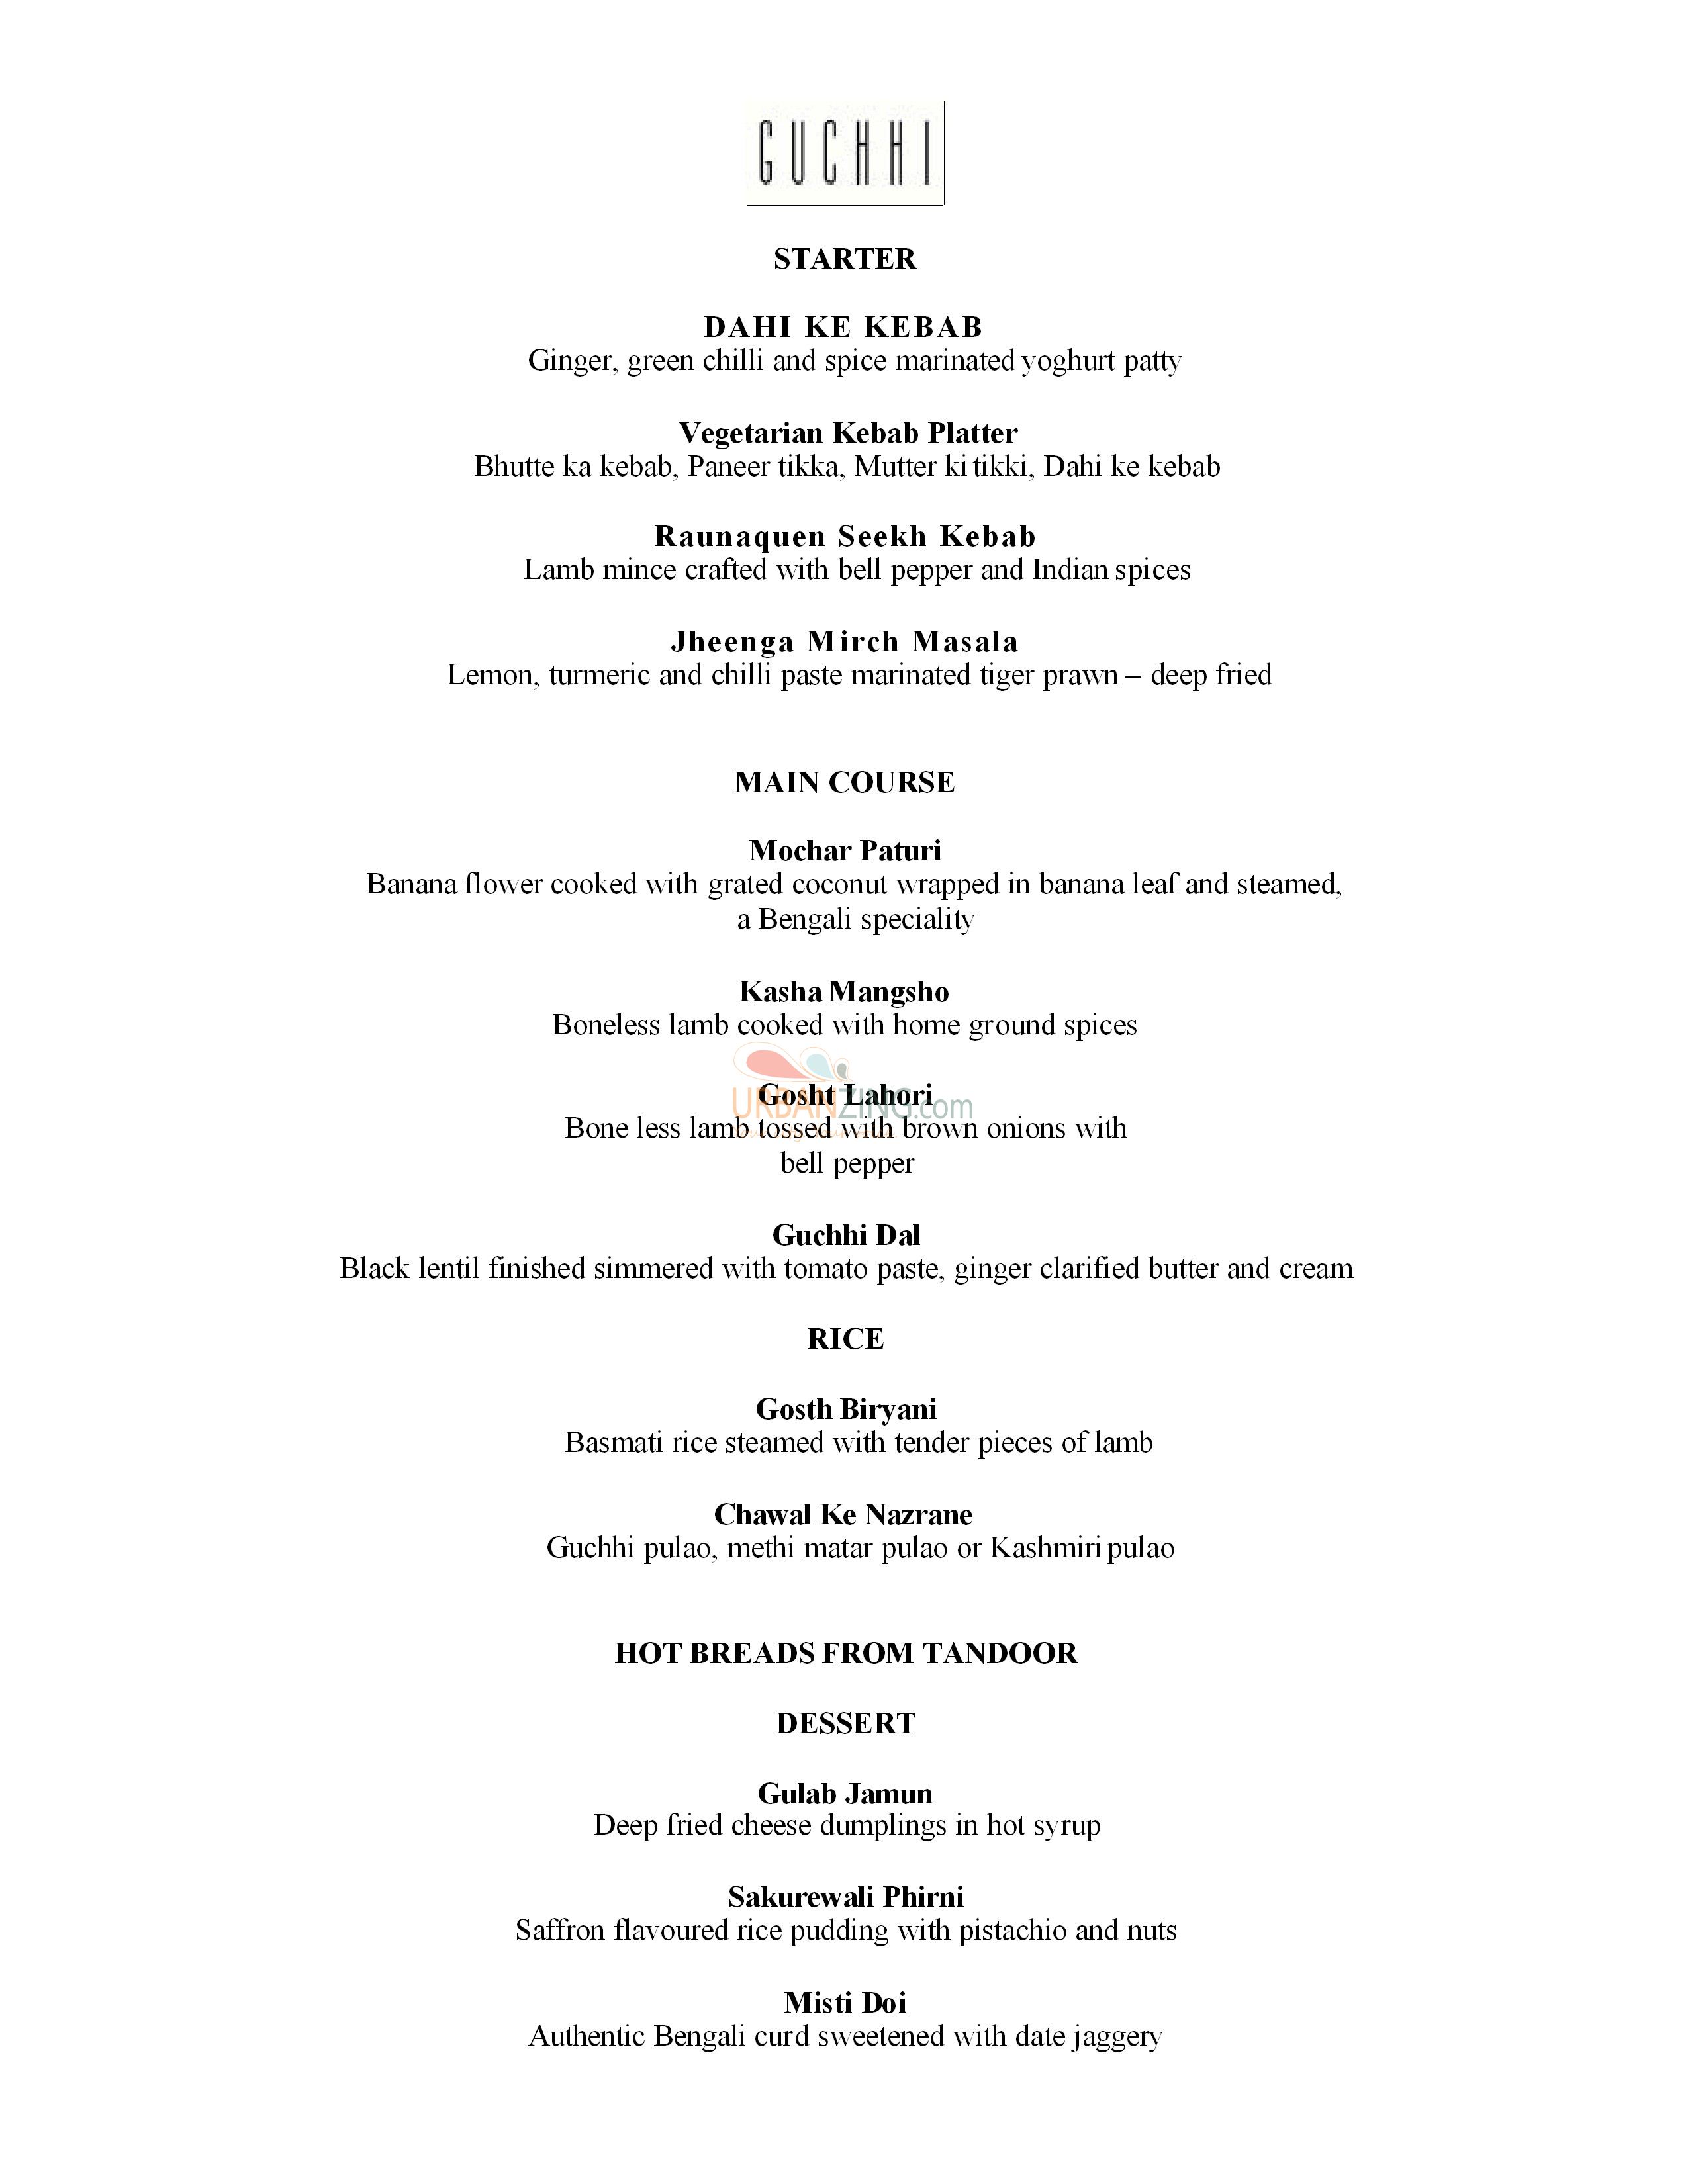 GUCHHI
STARTER
DAHI KE KEBAB
Ginger, green chilli and spice marinated yoghurt patty
Vegetarian Kebab Platter
Bhutte ka kebab, Paneer tikka, Mutter ki tikki, Dahi ke kebab
Raunaquen Seekh Kebab
Lamb mince crafted with bell pepper and Indian spices
Jheenga Mirch Masala
Lemon, turmeric and chilli paste marinated tiger prawn – deep fried
MAIN COURSE
Mochar Paturi
Banana flower cooked with grated coconut wrapped in banana leaf and steamed,
a Bengali speciality
Kasha Mangsho
Boneless lamb cooked with home ground spices
Gosht Lahori
URBANZING.com
Bone less lamb tossed with brown onions with
bell pepper
Guchhi Dal
Black lentil finished simmered with tomato paste, ginger clarified butter and cream
RICE
Gosth Biryani
Basmati rice steamed with tender pieces of lamb
Chawal Ke Nazrane
Guchhi pulao, methi matar pulao or Kashmiri pulao
HOT BREADS FROM TANDOOR
DESSERT
Gulab Jamun
Deep fried cheese dumplings in hot syrup
Sakurewali Phirni
Saffron flavoured rice pudding with pistachio and nuts
Misti Doi
Authentic Bengali curd sweetened with date jaggery